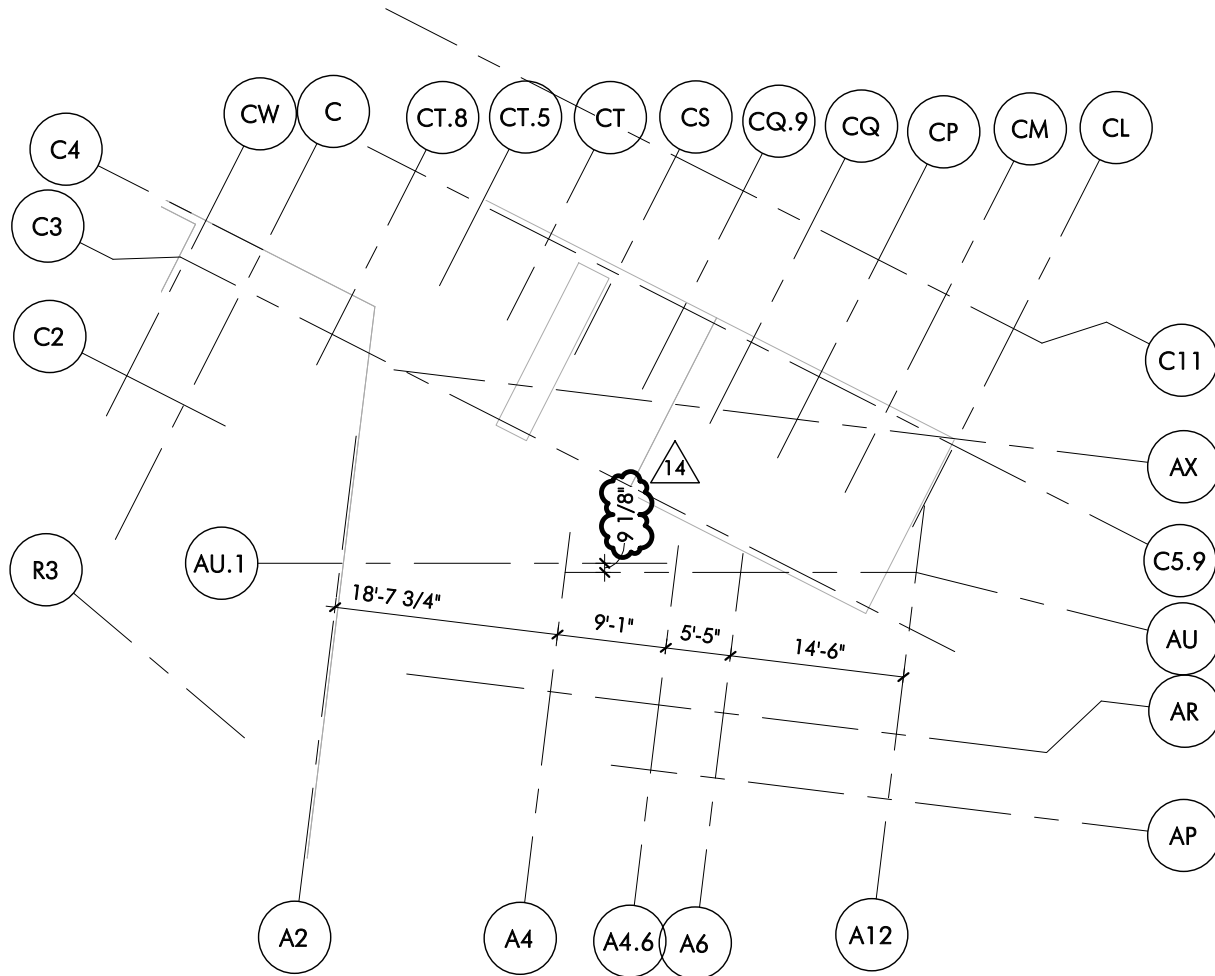 C4
CW
C
CT.8
CT.5
CT
CS
CQ.9
CQ
CP
CM
CL
C3
C2
C11
AX
14
9 1/8"
R3
AU.1
C5.9
18'-7 3/4"
9'-1"
5'-5"
14'-6"
AU
AR
AP
A2
A4
A4.6
A6
A12